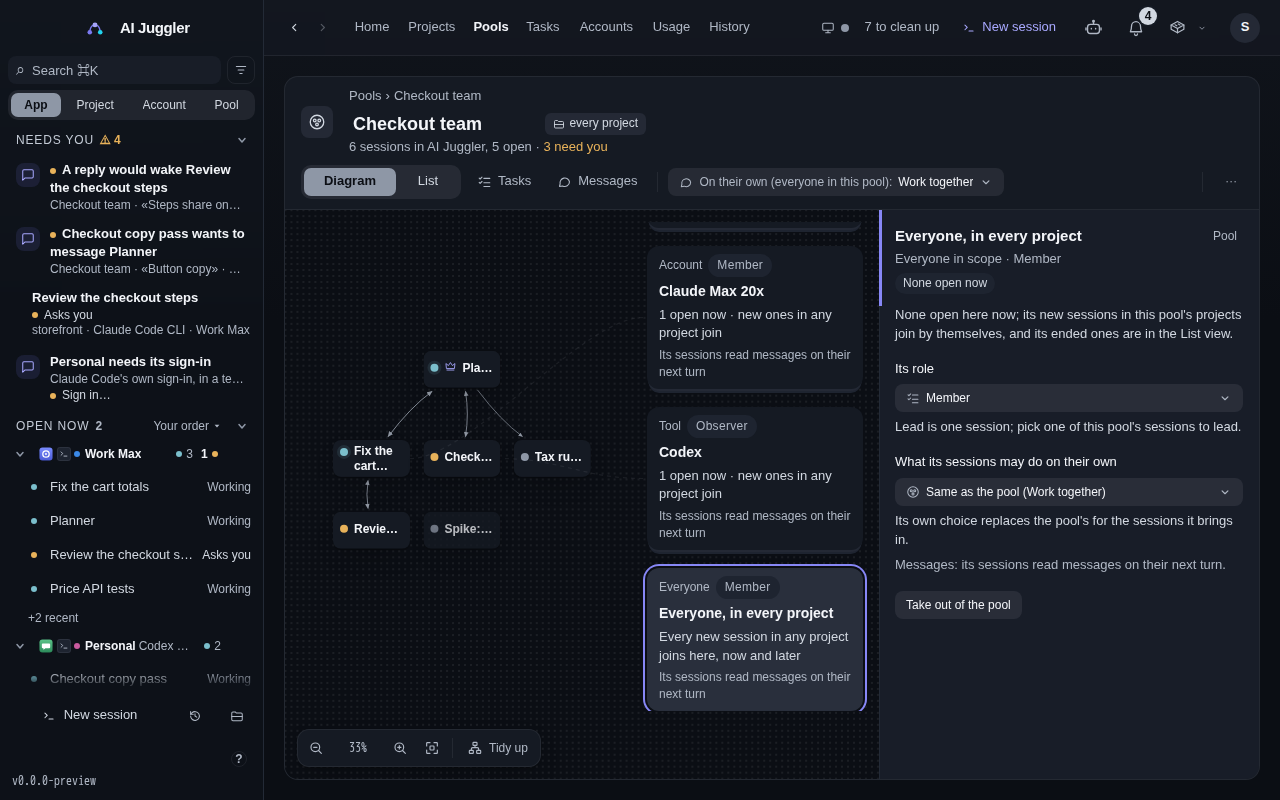 AI Juggler
Search ⌘K
App Project Account Pool
NEEDS YOU 4
A reply would wake Review the checkout steps
Checkout team · «Steps share on…
Checkout copy pass wants to message Planner
Checkout team · «Button copy» · …
Review the checkout steps
Asks you
storefront · Claude Code CLI · Work Max
Personal needs its sign-in
Claude Code's own sign-in, in a te…
Sign in…
OPEN NOW 2 Your order
Work Max 3 1
Fix the cart totals Working
Planner Working
Review the checkout s… Asks you
Price API tests Working
+2 recent
Personal Codex … 2
Checkout copy pass Working
New session
?
v0.0.0-preview
Home Projects Pools Tasks Accounts Usage History
7 to clean up
New session
4
S
Pools › Checkout team
Checkout team
every project
6 sessions in AI Juggler, 5 open · 3 need you
Diagram List Tasks Messages
On their own (everyone in this pool): Work together
…
Pla…
Fix the cart…
Check…
Tax ru…
Revie…
Spike:…
Account Member
Claude Max 20x
1 open now · new ones in any project join
Its sessions read messages on their next turn
Tool Observer
Codex
1 open now · new ones in any project join
Its sessions read messages on their next turn
Everyone Member
Everyone, in every project
Every new session in any project joins here, now and later
Its sessions read messages on their next turn
33%
Tidy up
Everyone, in every project Pool
Everyone in scope · Member
None open now
None open here now; its new sessions in this pool's projects join by themselves, and its ended ones are in the List view.
Its role
Member
Lead is one session; pick one of this pool's sessions to lead.
What its sessions may do on their own
Same as the pool (Work together)
Its own choice replaces the pool's for the sessions it brings in.
Messages: its sessions read messages on their next turn.
Take out of the pool